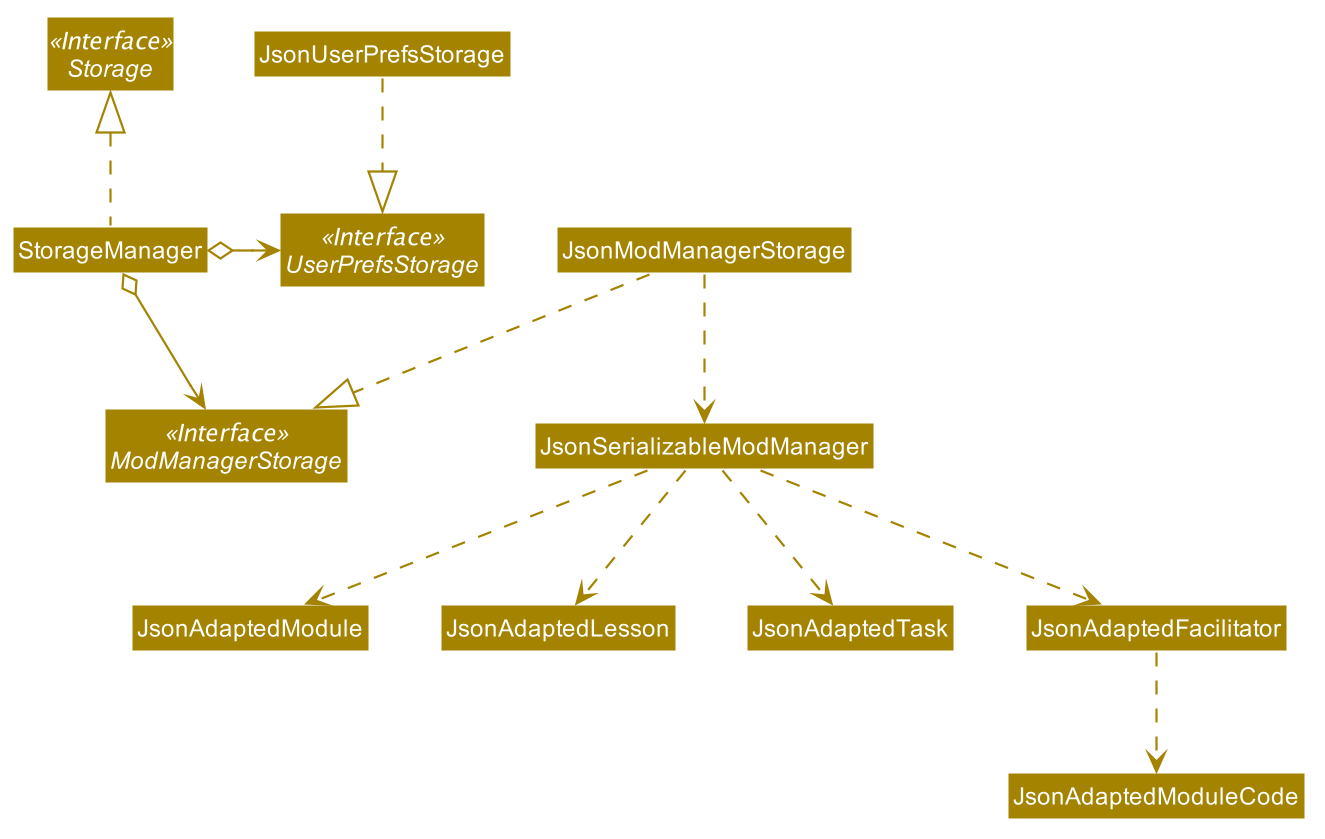 «Interface»
Storage
JsonUserPrefsStorage
StorageManager
«Interface»
UserPrefsStorage
JsonModManagerStorage
«Interface»
ModManagerStorage
JsonSerializableModManager
JsonAdaptedModule
JsonAdaptedLesson
JsonAdaptedTask
JsonAdaptedFacilitator
JsonAdaptedModuleCode